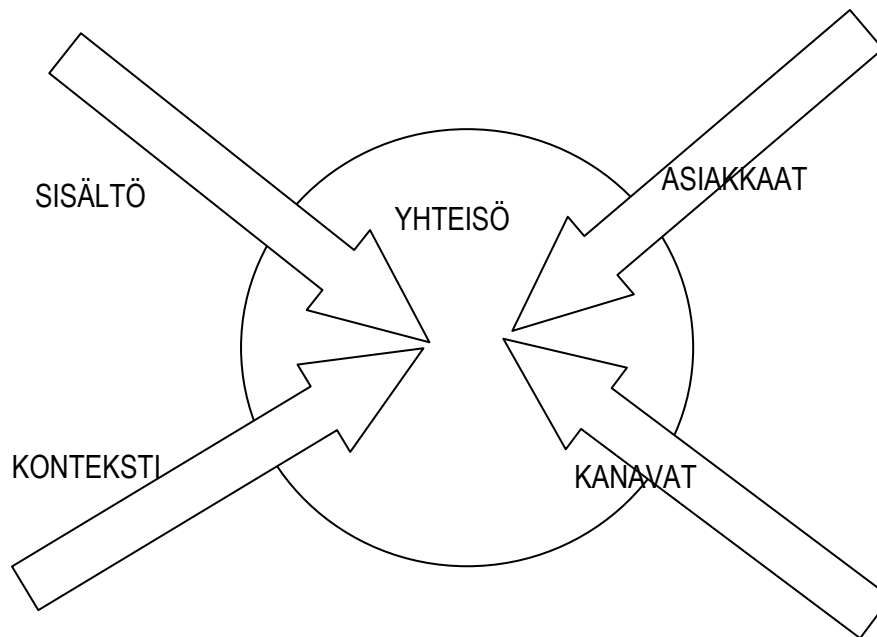 SISÄLTÖ
YHTEISÖ
ASIAKKAAT
KONTEKSTI
KANAVAT